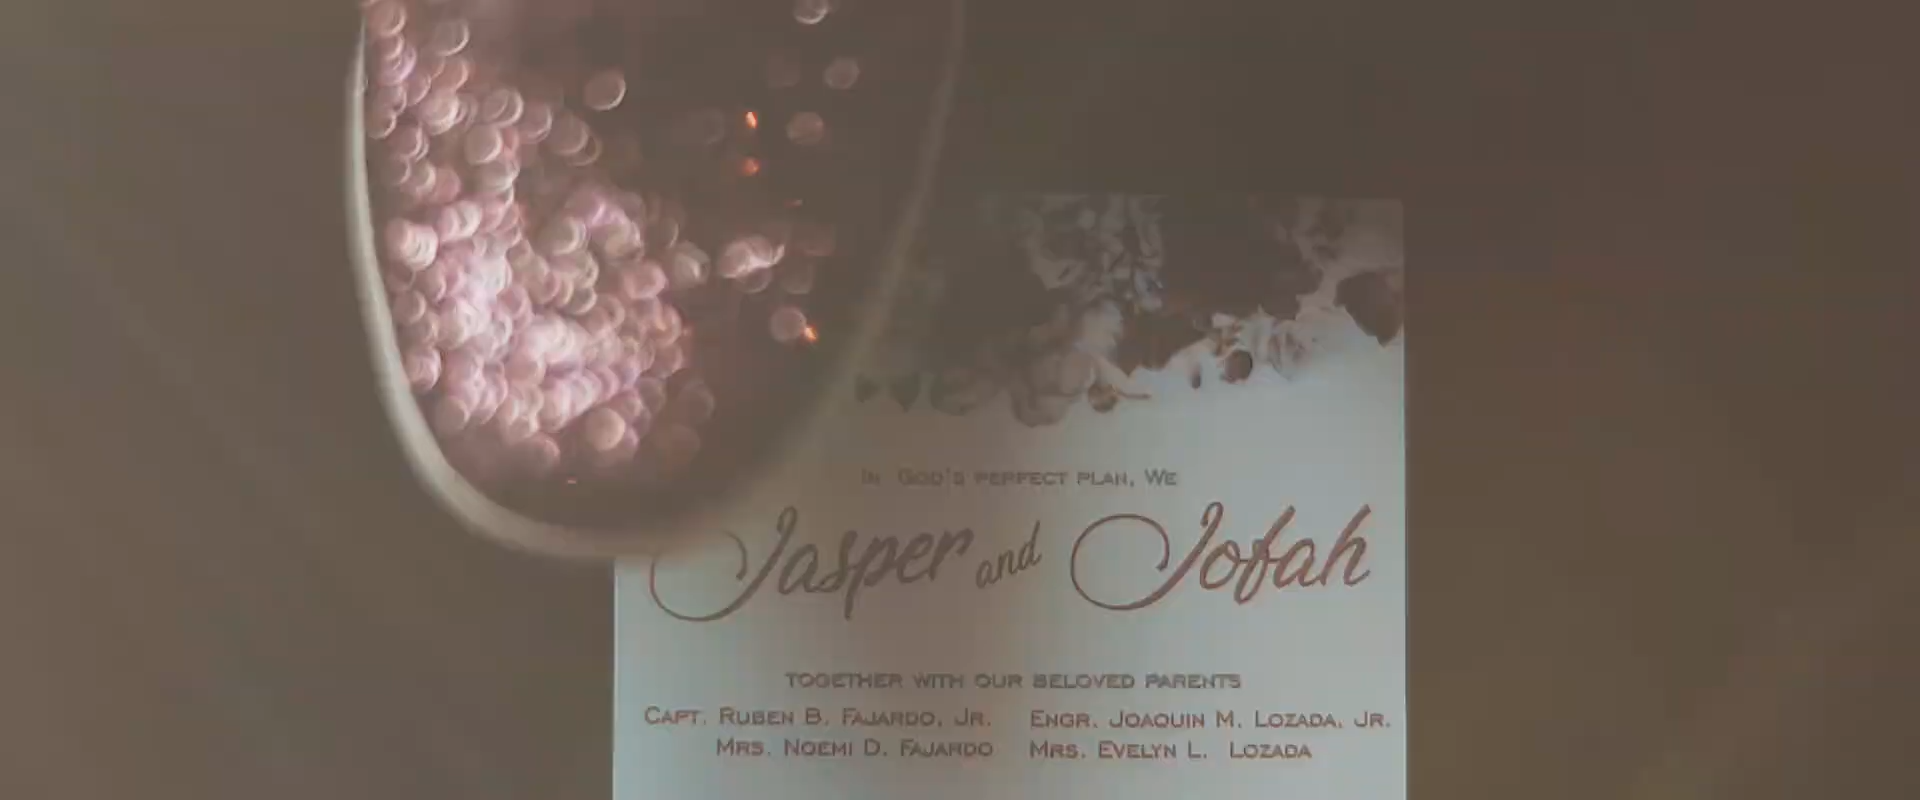 In God's perfect plan, We
Jasper and Jofah
together with our beloved parents
Capt. Ruben B. Fajardo, Jr. Engr. Joaquin M. Lozada, Jr.
Mrs. Noemi D. Fajardo Mrs. Evelyn L. Lozada